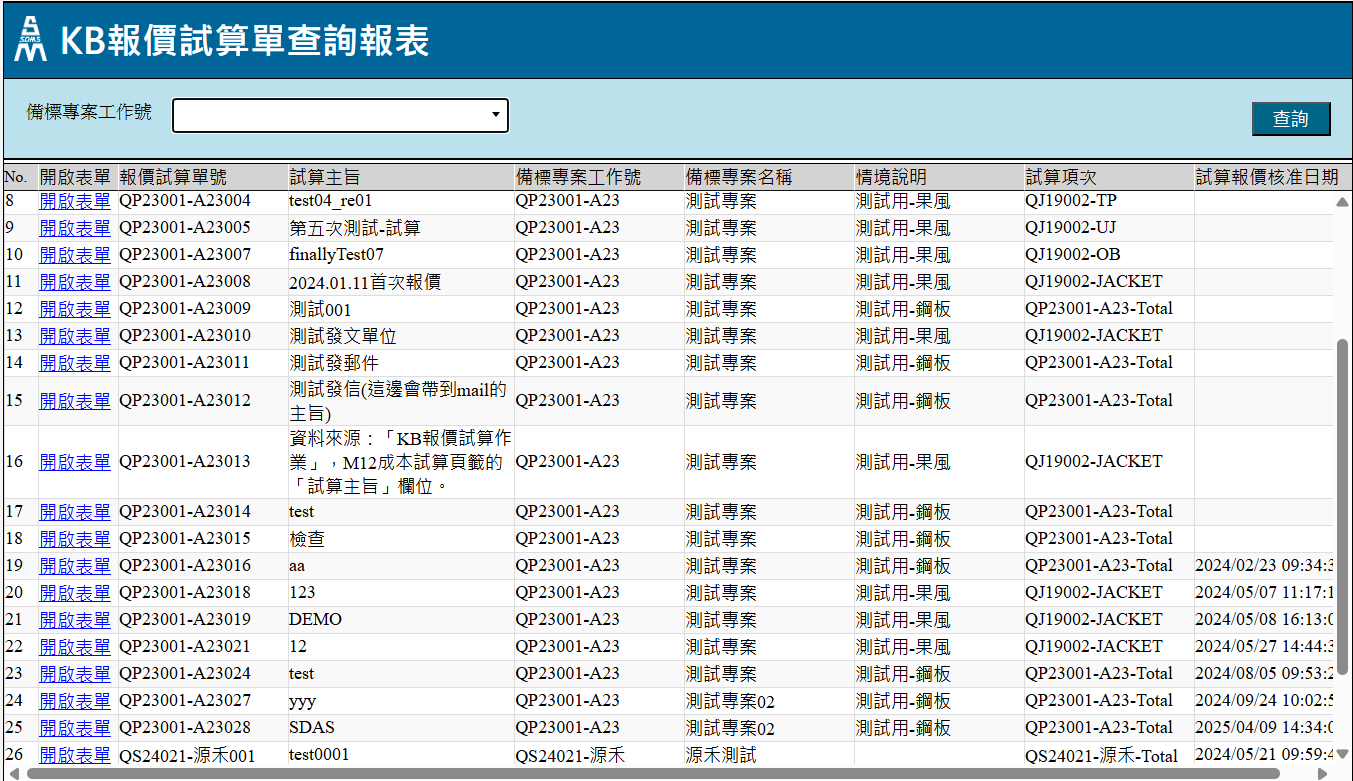 SDMS
KB報價試算單查詢報表
備標專案工作號
查詢
No. 開啟表單 報價試算單號 試算主旨 備標專案工作號 備標專案名稱 情境說明 試算項次 試算報價核准日期
8 開啟表單 QP23001-A23004 test04_re01 QP23001-A23 測試專案 測試用-果風 QJ19002-TP
9 開啟表單 QP23001-A23005 第五次測試-試算 QP23001-A23 測試專案 測試用-果風 QJ19002-UJ
10 開啟表單 QP23001-A23007 finallyTest07 QP23001-A23 測試專案 測試用-果風 QJ19002-OB
11 開啟表單 QP23001-A23008 2024.01.11首次報價 QP23001-A23 測試專案 測試用-果風 QJ19002-JACKET
12 開啟表單 QP23001-A23009 測試001 QP23001-A23 測試專案 測試用-鋼板 QP23001-A23-Total
13 開啟表單 QP23001-A23010 測試發文單位 QP23001-A23 測試專案 測試用-果風 QJ19002-JACKET
14 開啟表單 QP23001-A23011 測試發郵件 QP23001-A23 測試專案 測試用-鋼板 QP23001-A23-Total
15 開啟表單 QP23001-A23012 測試發信(這邊會帶到mail的
主旨) QP23001-A23 測試專案 測試用-鋼板 QP23001-A23-Total
16 開啟表單 QP23001-A23013 資料來源：「KB報價試算作
業」，M12成本試算頁籤的
「試算主旨」欄位。 QP23001-A23 測試專案 測試用-果風 QJ19002-JACKET
17 開啟表單 QP23001-A23014 test QP23001-A23 測試專案 測試用-鋼板 QP23001-A23-Total
18 開啟表單 QP23001-A23015 檢查 QP23001-A23 測試專案 測試用-鋼板 QP23001-A23-Total
19 開啟表單 QP23001-A23016 aa QP23001-A23 測試專案 測試用-鋼板 QP23001-A23-Total 2024/02/23 09:34:3
20 開啟表單 QP23001-A23018 123 QP23001-A23 測試專案 測試用-果風 QJ19002-JACKET 2024/05/07 11:17:1
21 開啟表單 QP23001-A23019 DEMO QP23001-A23 測試專案 測試用-果風 QJ19002-JACKET 2024/05/08 16:13:0
22 開啟表單 QP23001-A23021 12 QP23001-A23 測試專案 測試用-果風 QJ19002-JACKET 2024/05/27 14:44:3
23 開啟表單 QP23001-A23024 test QP23001-A23 測試專案 測試用-鋼板 QP23001-A23-Total 2024/08/05 09:53:2
24 開啟表單 QP23001-A23027 yyy QP23001-A23 測試專案02 測試用-鋼板 QP23001-A23-Total 2024/09/24 10:02:5
25 開啟表單 QP23001-A23028 SDAS QP23001-A23 測試專案02 測試用-鋼板 QP23001-A23-Total 2025/04/09 14:34:0
26 開啟表單 QS24021-源禾001 test0001 QS24021-源禾 源禾測試 QS24021-源禾-Total 2024/05/21 09:59:4